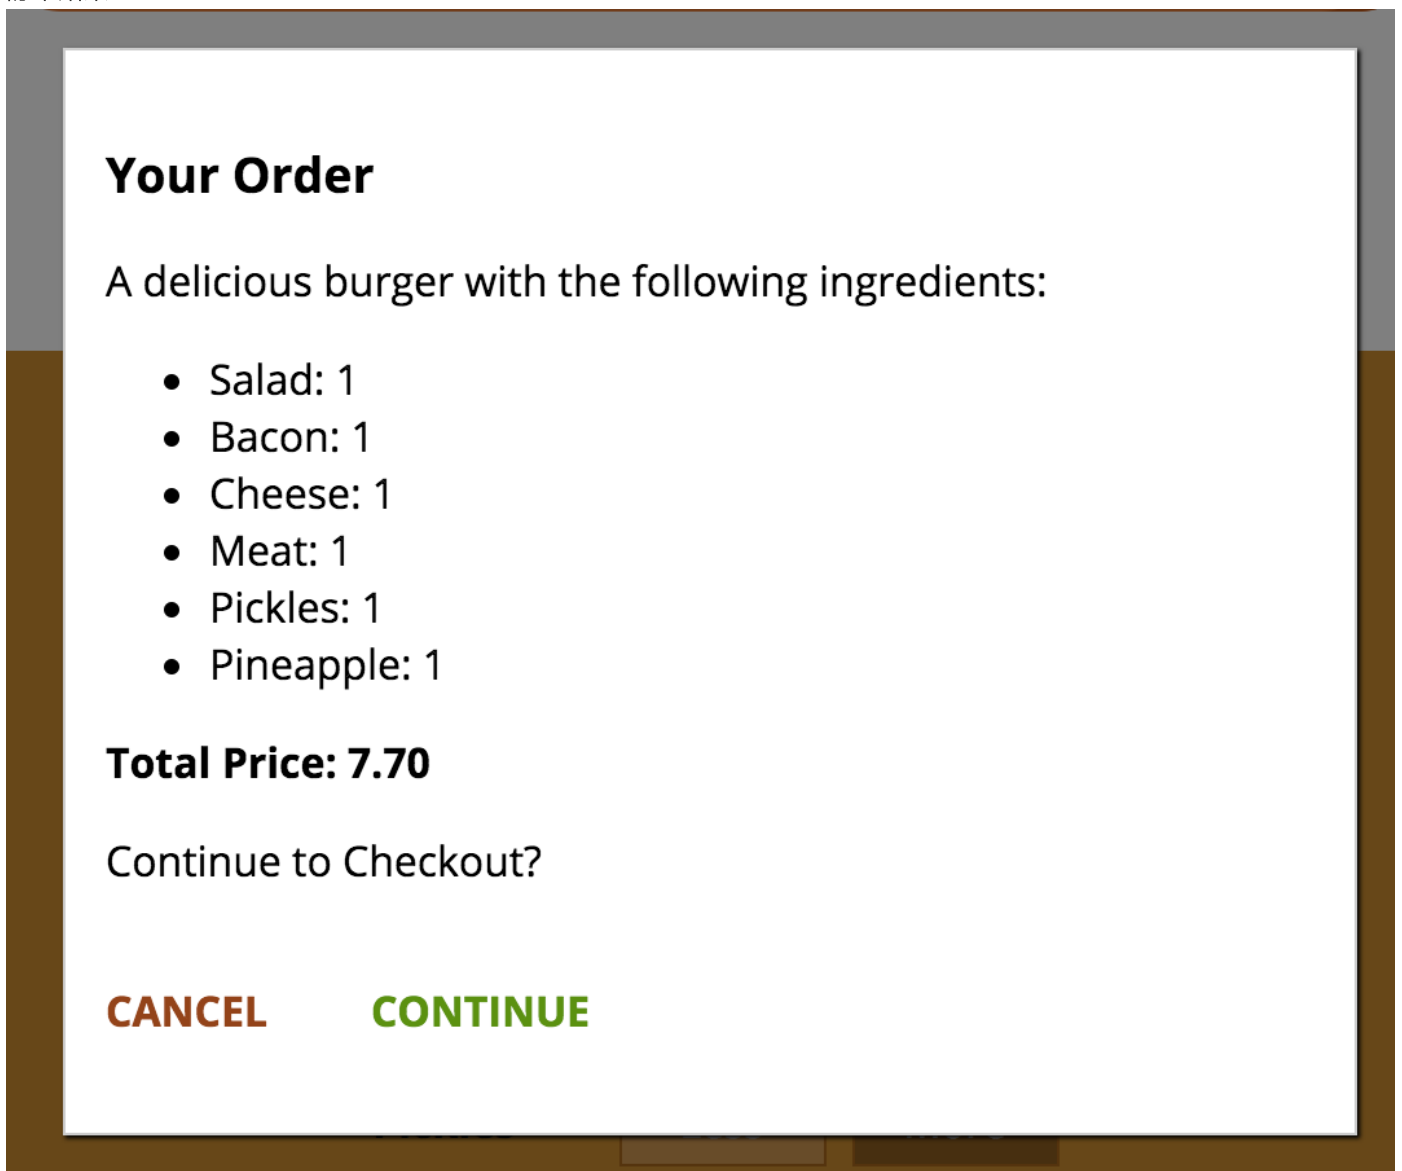 Your Order
A delicious burger with the following ingredients:
Salad: 1
Bacon: 1
Cheese: 1
Meat: 1
Pickles: 1
Pineapple: 1
Total Price: 7.70
Continue to Checkout?
CANCEL CONTINUE